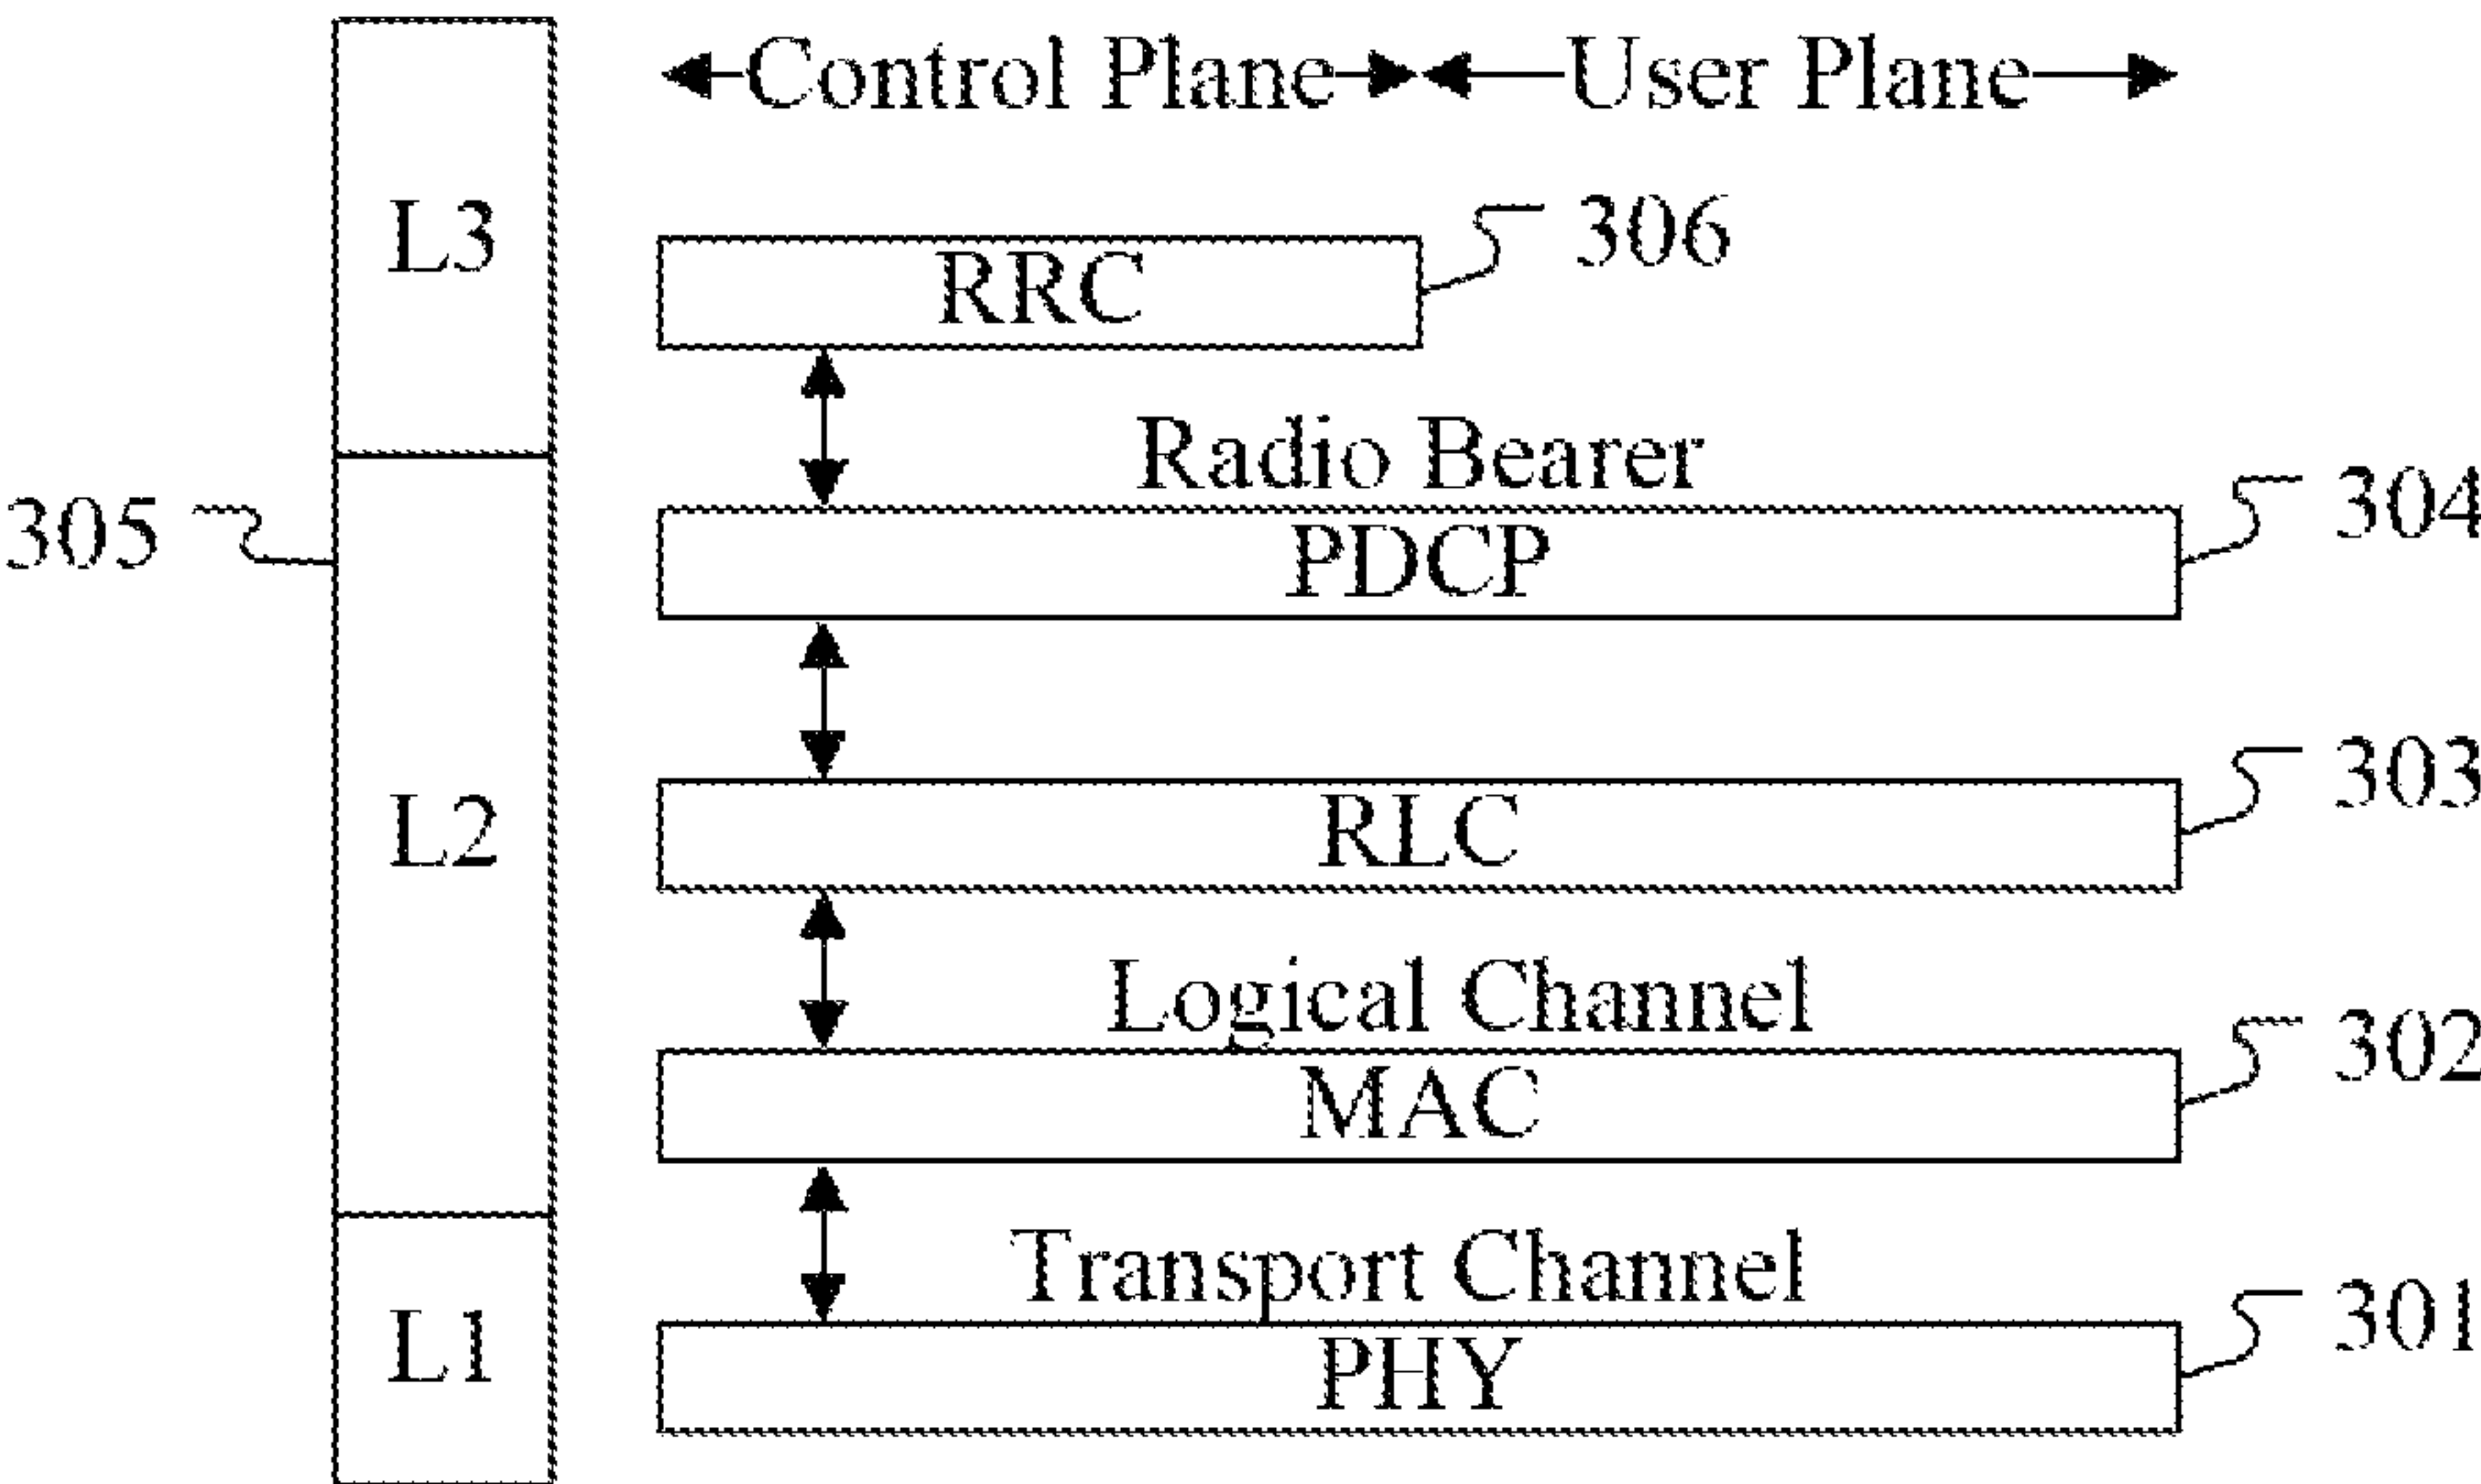 Control Plane User Plane
L3
RRC
306
Radio Bearer
305
PDCP
304
L2
RLC
303
Logical Channel
MAC
302
Transport Channel
L1
PHY
301